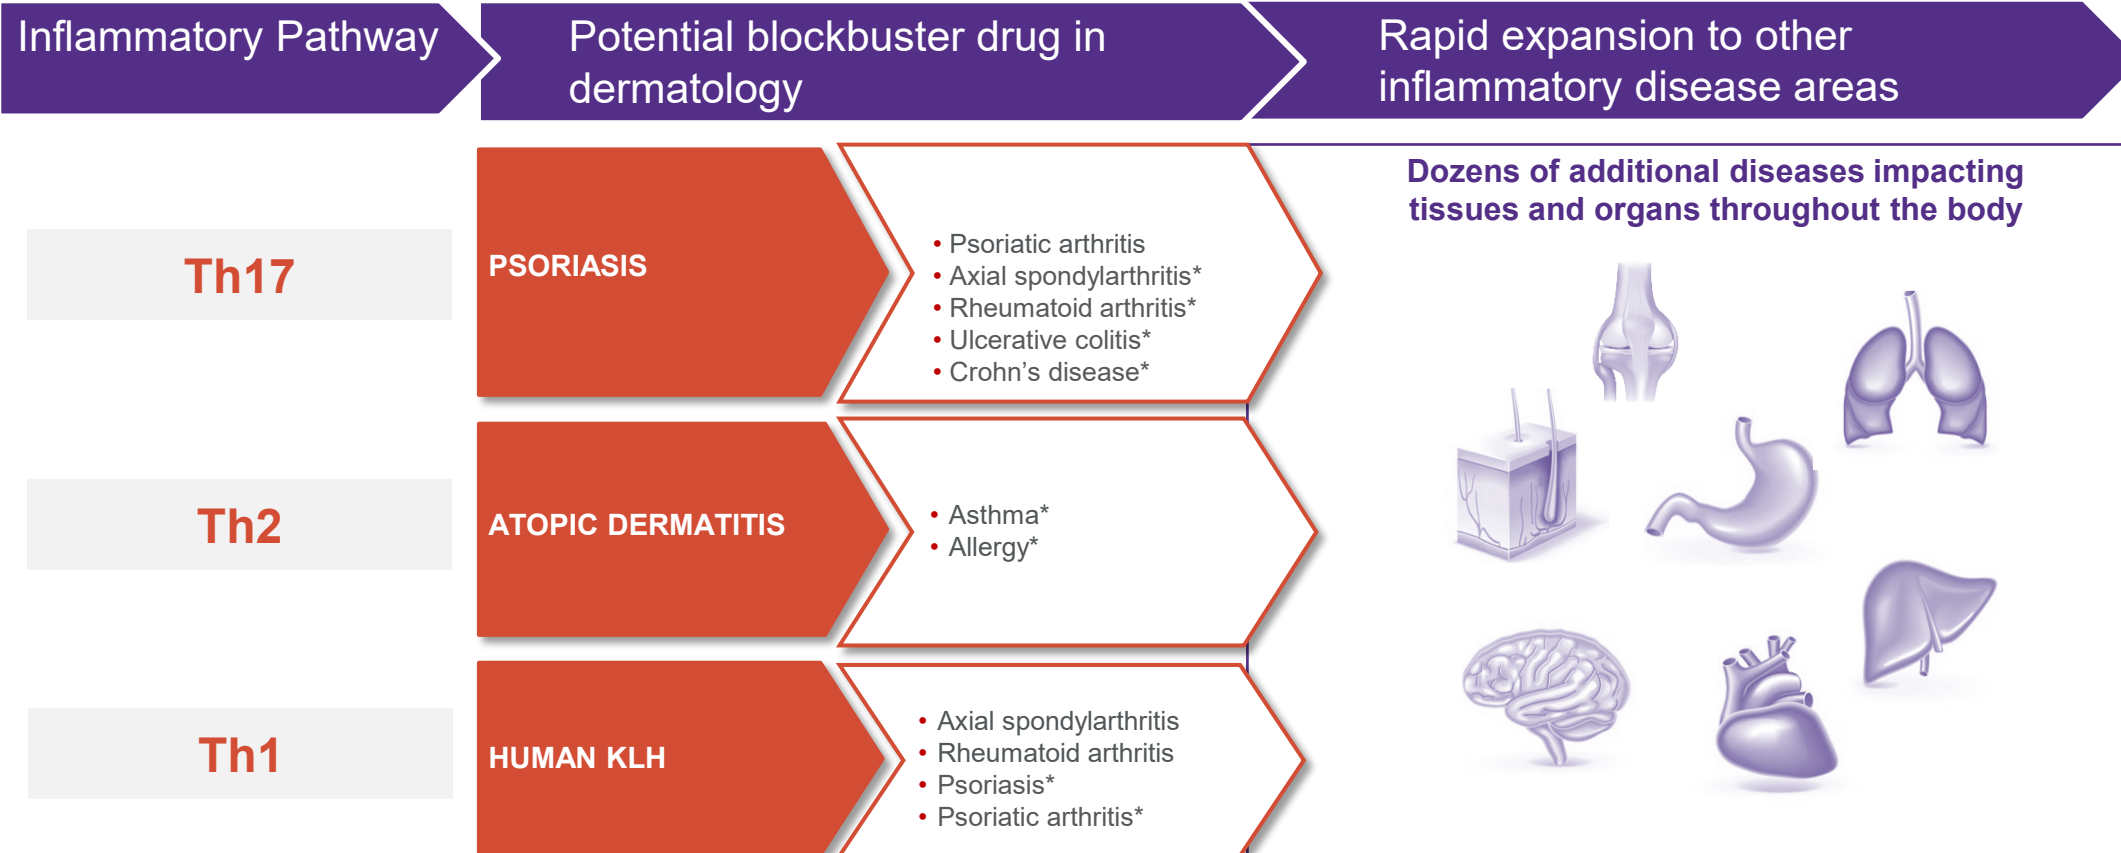 Inflammatory Pathway
Potential blockbuster drug in
dermatology
Rapid expansion to other
inflammatory disease areas
Dozens of additional diseases impacting
tissues and organs throughout the body
Th17
PSORIASIS
• Psoriatic arthritis
• Axial spondylarthritis*
• Rheumatoid arthritis*
• Ulcerative colitis*
• Crohn’s disease*
Th2
ATOPIC DERMATITIS
• Asthma*
• Allergy*
Th1
HUMAN KLH
• Axial spondylarthritis
• Rheumatoid arthritis
• Psoriasis*
• Psoriatic arthritis*